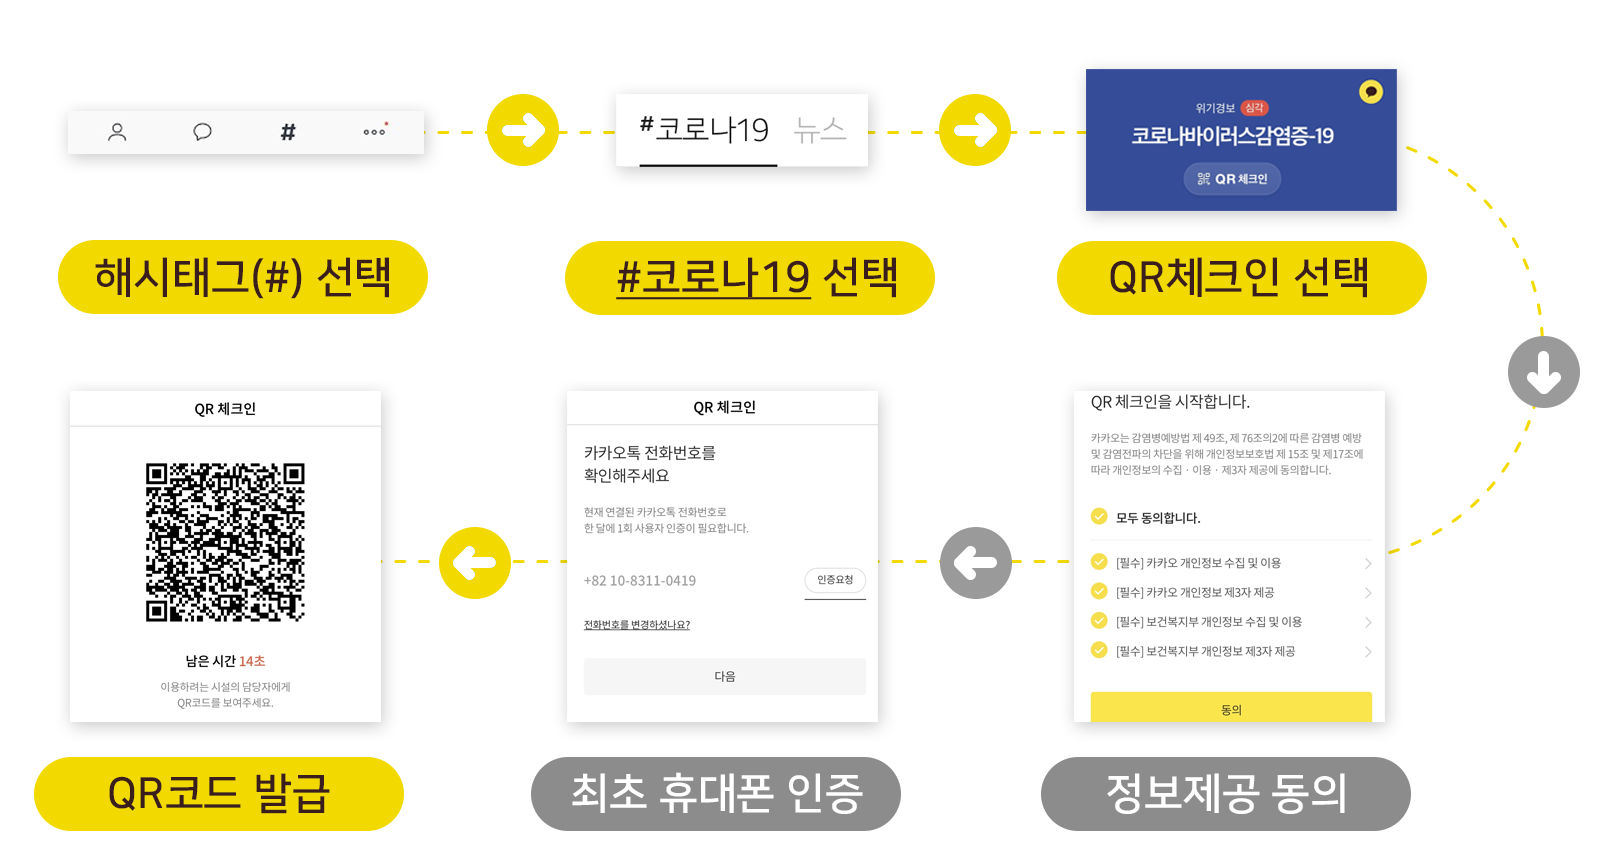 #
#코로나19 뉴스
위기경보 심각
코로나바이러스감염증-19
QR 체크인
해시태그(#) 선택
#코로나19 선택
QR체크인 선택
QR 체크인을 시작합니다.
카카오는 감염병예방법 제 49조, 제 76조의2에 따른 감염병 예방
및 감염전파의 차단을 위해 개인정보보호법 제 15조 및 제17조에
따라 개인정보의 수집 · 이용 · 제3자 제공에 동의합니다.
모두 동의합니다.
[필수] 카카오 개인정보 수집 및 이용
[필수] 카카오 개인정보 제3자 제공
[필수] 보건복지부 개인정보 수집 및 이용
[필수] 보건복지부 개인정보 제3자 제공
동의
정보제공 동의
QR 체크인
카카오톡 전화번호를
확인해주세요
현재 연결된 카카오톡 전화번호로
한 달에 1회 사용자 인증이 필요합니다.
+82 10-8311-0419 인증요청
전화번호를 변경하셨나요?
다음
최초 휴대폰 인증
QR 체크인
남은 시간 14초
이용하려는 시설의 담당자에게
QR코드를 보여주세요.
QR코드 발급